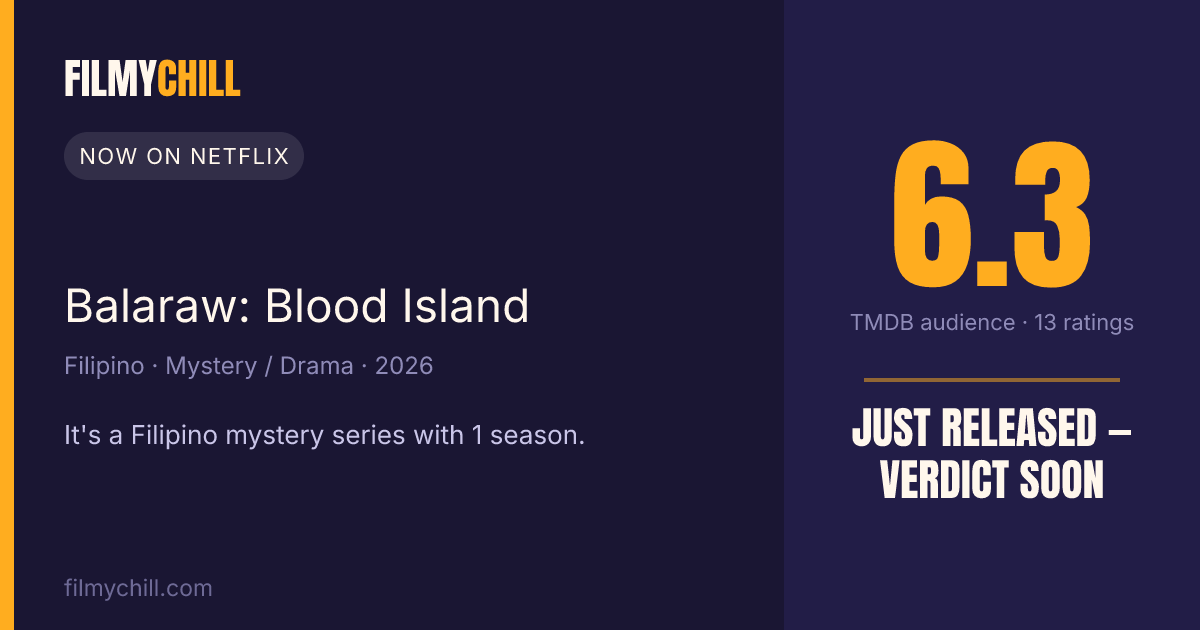 FILMYCHILL
NOW ON NETFLIX
Balaraw: Blood Island
Filipino · Mystery / Drama · 2026
It's a Filipino mystery series with 1 season.
filmychill.com
6.3
TMDB audience · 13 ratings
JUST RELEASED –
VERDICT SOON